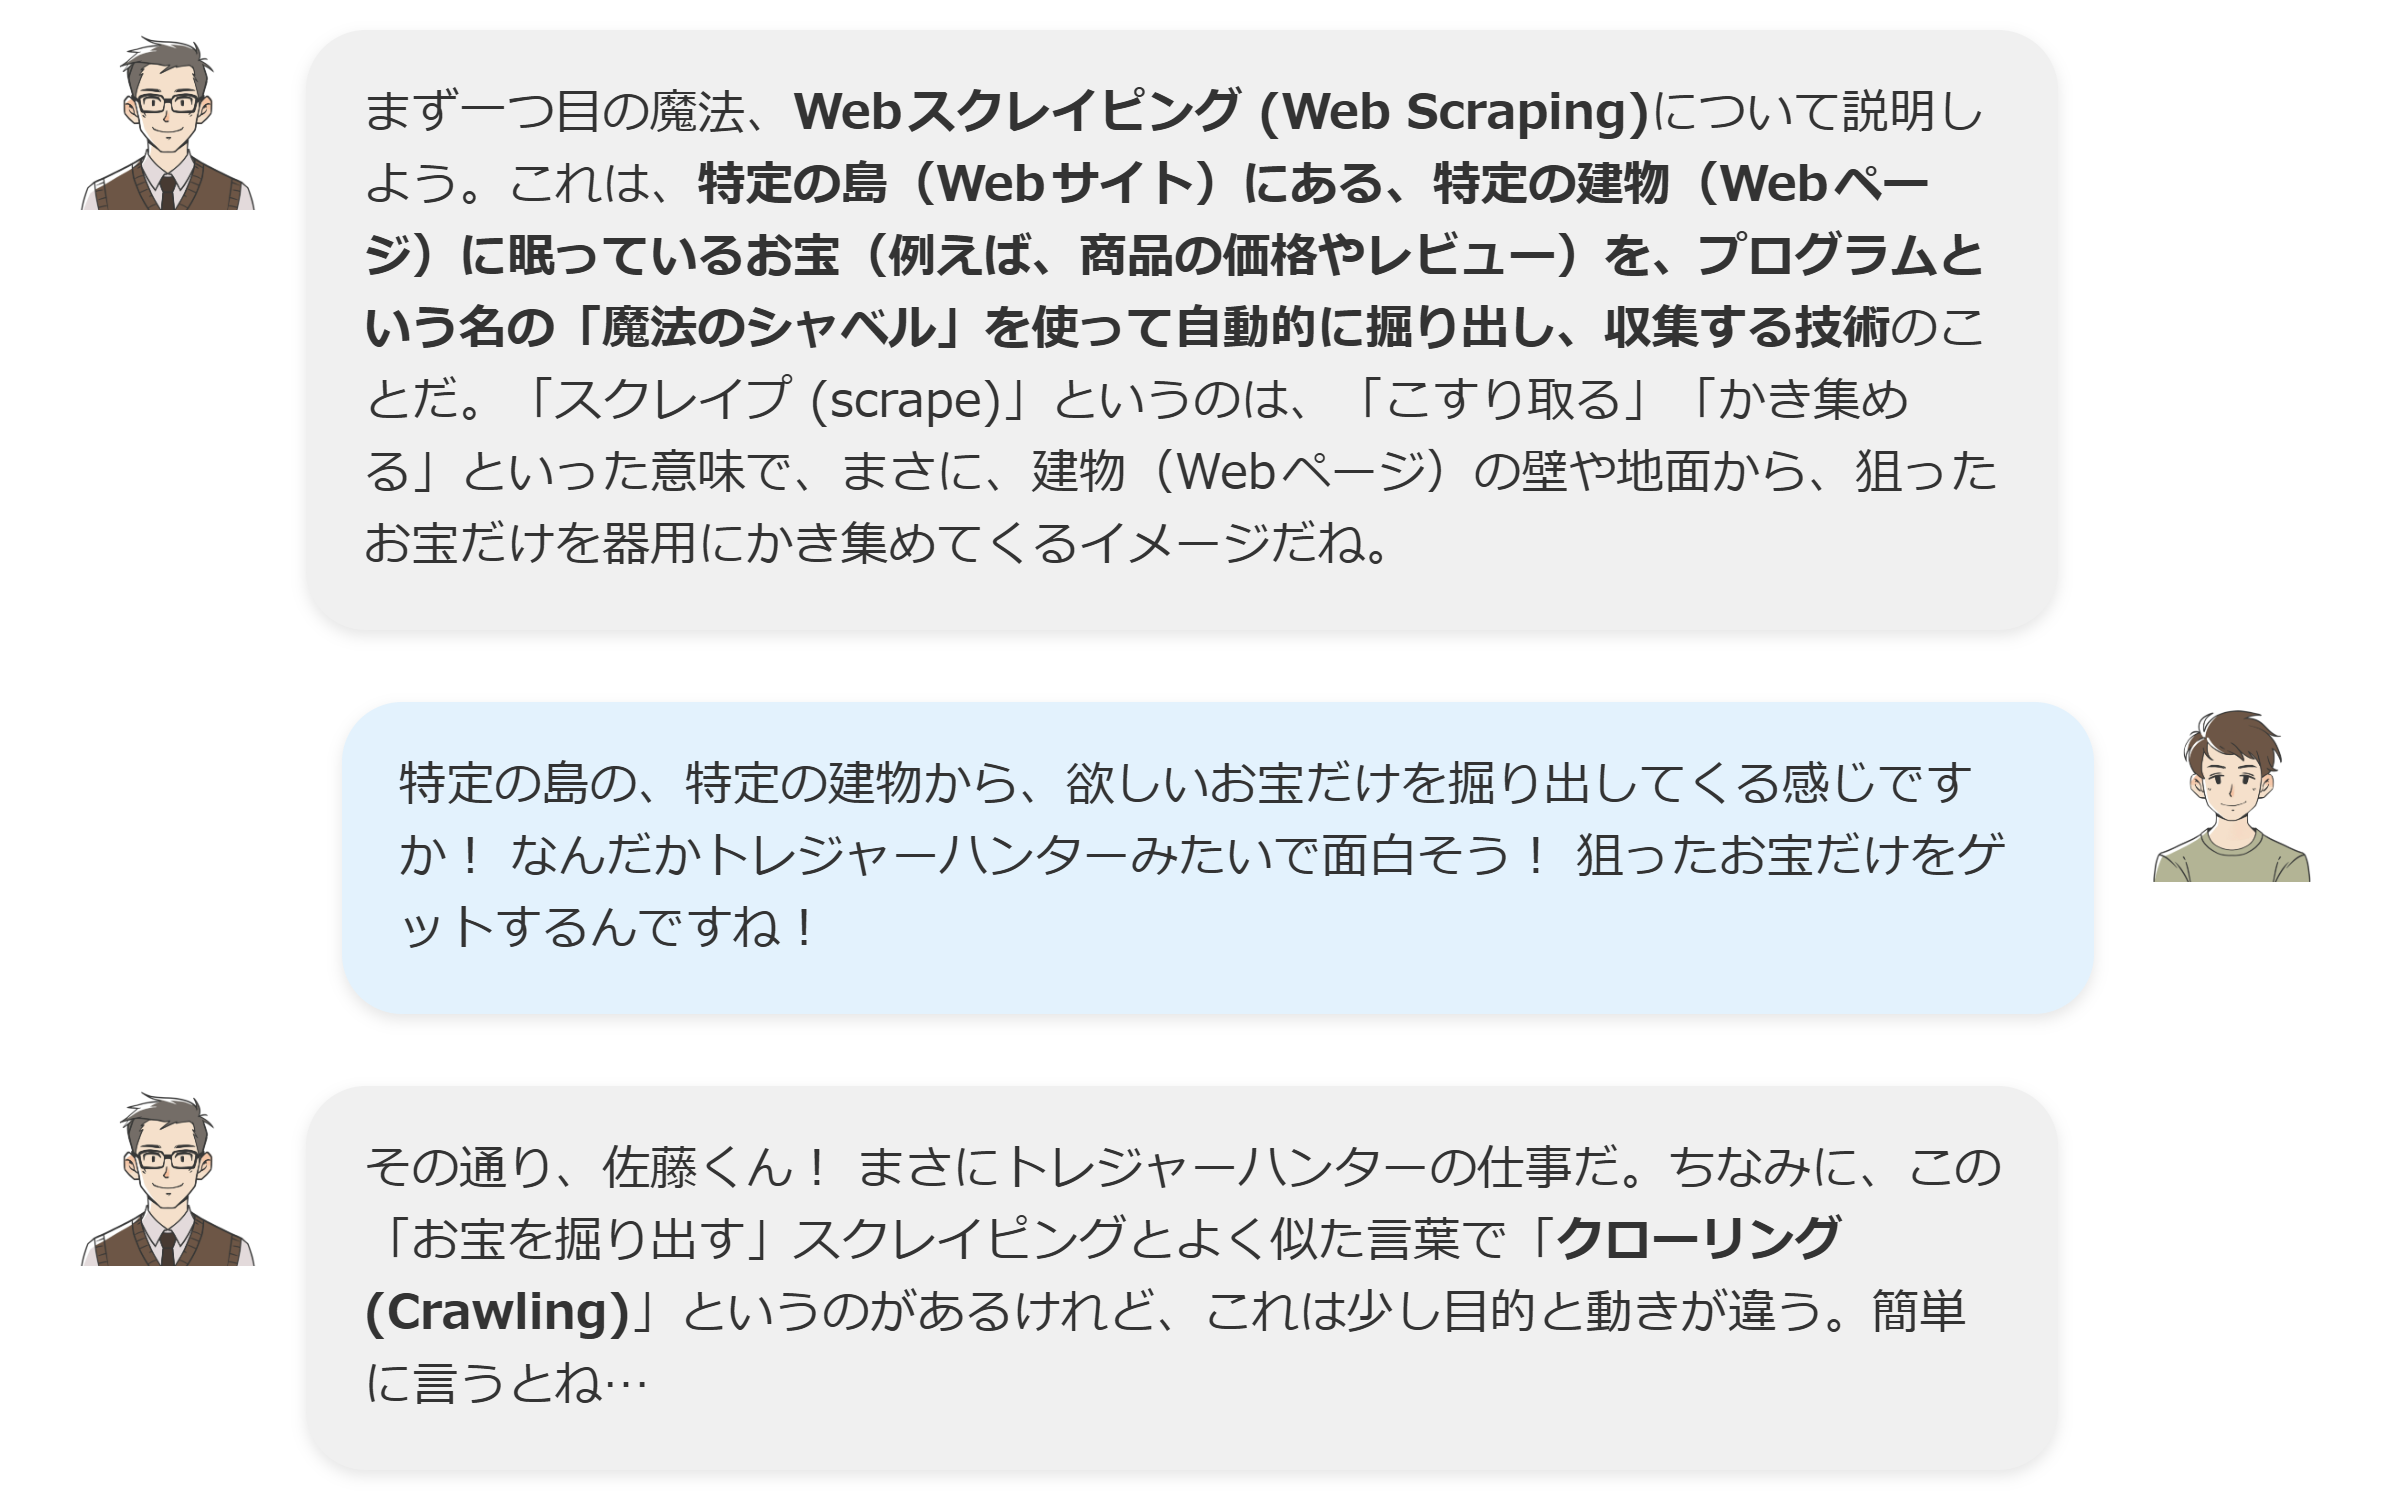 まず一つ目の魔法、Webスクレイピング (Web Scraping)について説明し
よう。これは、特定の島（Webサイト）にある、特定の建物（Webペー
ジ）に眠っているお宝（例えば、商品の価格やレビュー）を、プログラムと
いう名の「魔法のシャベル」を使って自動的に掘り出し、収集する技術のこ
とだ。「スクレイプ (scrape)」というのは、「こすり取る」「かき集め
る」といった意味で、まさに、建物（Webページ）の壁や地面から、狙った
お宝だけを器用にかき集めてくるイメージだね。
特定の島の、特定の建物から、欲しいお宝だけを掘り出してくる感じです
か！ なんだかトレジャーハンターみたいで面白そう！ 狙ったお宝だけをゲ
ットするんですね！
その通り、佐藤くん！ まさにトレジャーハンターの仕事だ。ちなみに、この
「お宝を掘り出す」スクレイピングとよく似た言葉で「クローリング
(Crawling)」というのがあるけれど、これは少し目的と動きが違う。簡単
に言うとね…